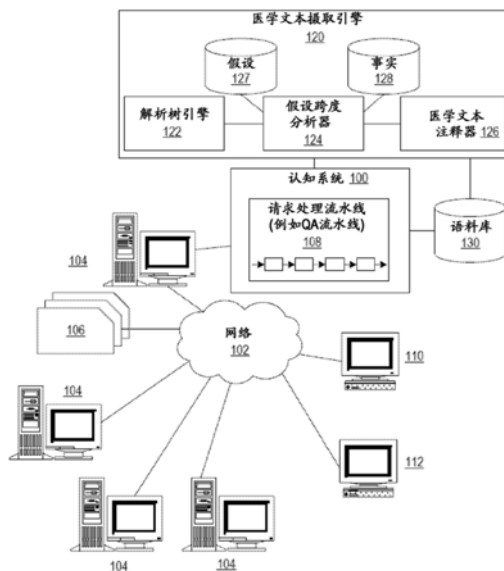 医学文本摄取引擎
120
假设
127
事实
128
解析树引擎
122
假设跨度
分析器
124
医学文本
注释器 126
认知系统 100
请求处理流水线
(例如QA流水线)
108
语料库
130
104
106
网络
102
110
104
112
104
104